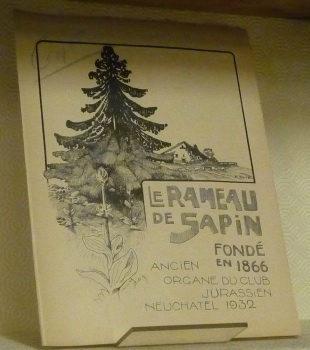 LE RAMEAU
DE SAPIN
FONDÉ
ANCIEN EN 1866
ORGANE DU CLUB
JURASSIEN
NEUCHATEL 1932